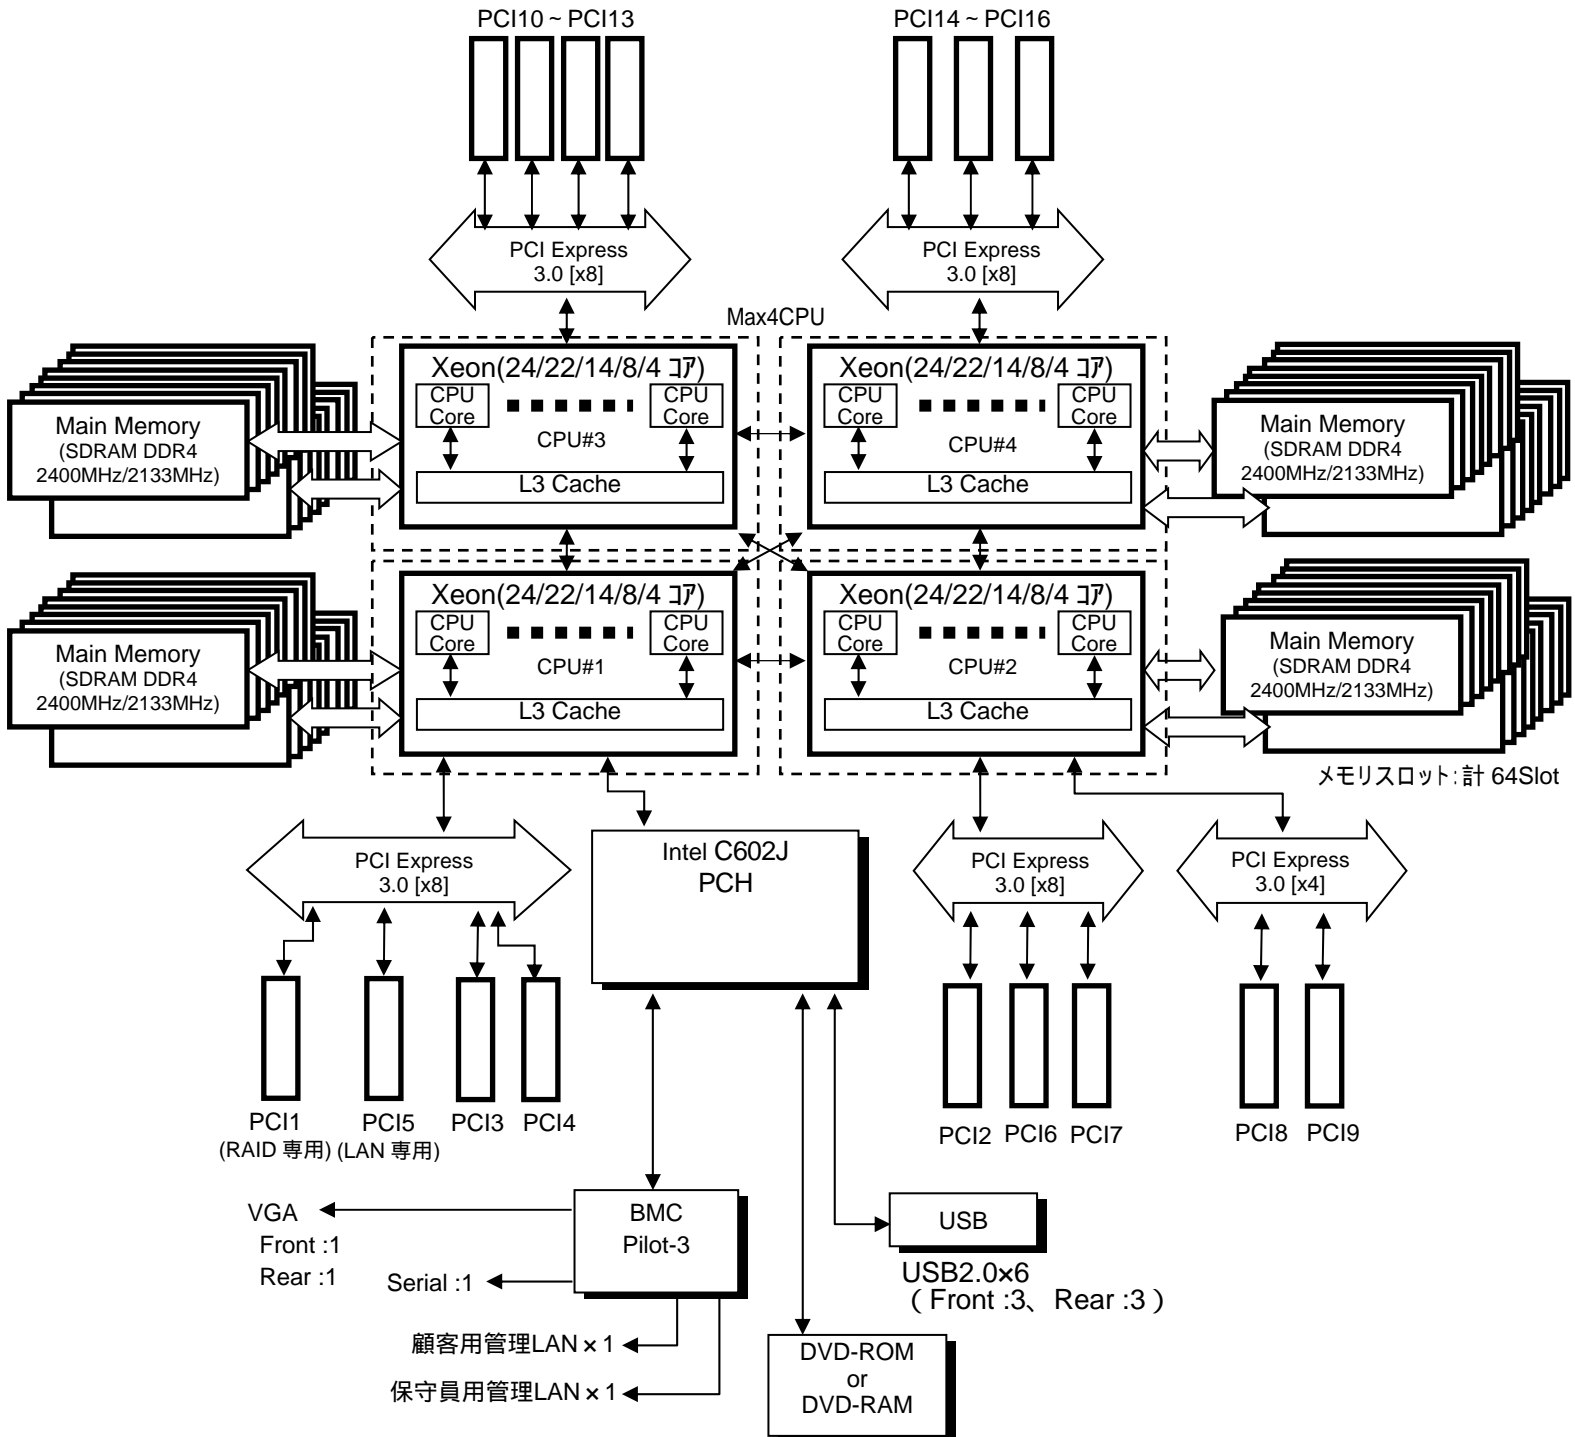 PCI10 ~ PCI13
PCI14 ~ PCI16
PCI Express
3.0 [x8]
PCI Express
3.0 [x8]
Max4CPU
Xeon(24/22/14/8/4 ｺｱ)
CPU
Core
CPU
Core
CPU#3
L3 Cache
Xeon(24/22/14/8/4 ｺｱ)
CPU
Core
CPU
Core
CPU#4
L3 Cache
Main Memory
(SDRAM DDR4
2400MHz/2133MHz)
Main Memory
(SDRAM DDR4
2400MHz/2133MHz)
Xeon(24/22/14/8/4 ｺｱ)
CPU
Core
CPU
Core
CPU#1
L3 Cache
Xeon(24/22/14/8/4 ｺｱ)
CPU
Core
CPU
Core
CPU#2
L3 Cache
Main Memory
(SDRAM DDR4
2400MHz/2133MHz)
Main Memory
(SDRAM DDR4
2400MHz/2133MHz)
メモリスロット：計 64Slot
PCI Express
3.0 [x8]
Intel C602J
PCH
PCI Express
3.0 [x8]
PCI Express
3.0 [x4]
PCI1
(RAID 専用)
PCI5
(LAN 専用)
PCI3
PCI4
PCI2
PCI6
PCI7
PCI8
PCI9
VGA
Front :1
Rear :1
BMC
Pilot-3
Serial :1
USB
USB2.0×6
（ Front :3、Rear :3 ）
顧客用管理LAN × 1
保守員用管理LAN × 1
DVD-ROM
or
DVD-RAM